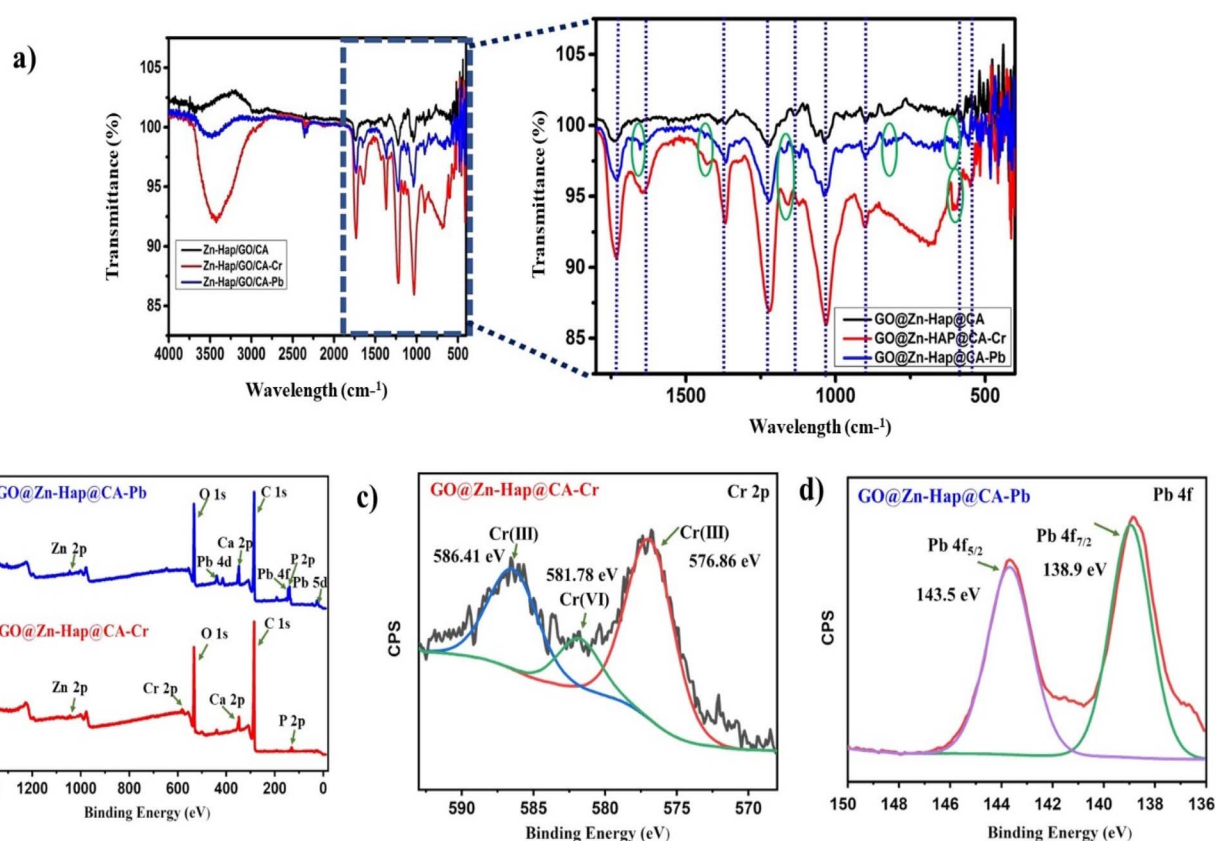 a)
Transmittance (%)
105
100
95
90
85
Zn-Hap/GO/CA
Zn-Hap/GO/CA-Cr
Zn-Hap/GO/CA-Pb
4000 3500 3000 2500 2000 1500 1000 500
Wavelength (cm-1)
Transmittance (%)
105
100
95
90
85
GO@Zn-Hap@CA
GO@Zn-HAP@CA-Cr
GO@Zn-Hap@CA-Pb
1500 1000 500
Wavelength (cm-1)
GO@Zn-Hap@CA-Pb
O 1s
C 1s
Zn 2p
Ca 2p
Pb 4d
P 2p
Pb 4f
Pb 5d
GO@Zn-Hap@CA-Cr
O 1s
C 1s
Zn 2p
Cr 2p
Ca 2p
P 2p
1200 1000 800 600 400 200 0
Binding Energy (eV)
c)
GO@Zn-Hap@CA-Cr
Cr 2p
Cr(III)
586.41 eV
581.78 eV
Cr(VI)
Cr(III)
576.86 eV
CPS
590 585 580 575 570
Binding Energy (eV)
d)
GO@Zn-Hap@CA-Pb
Pb 4f
Pb 4f5/2
143.5 eV
Pb 4f7/2
138.9 eV
CPS
150 148 146 144 142 140 138 136
Binding Energy (eV)